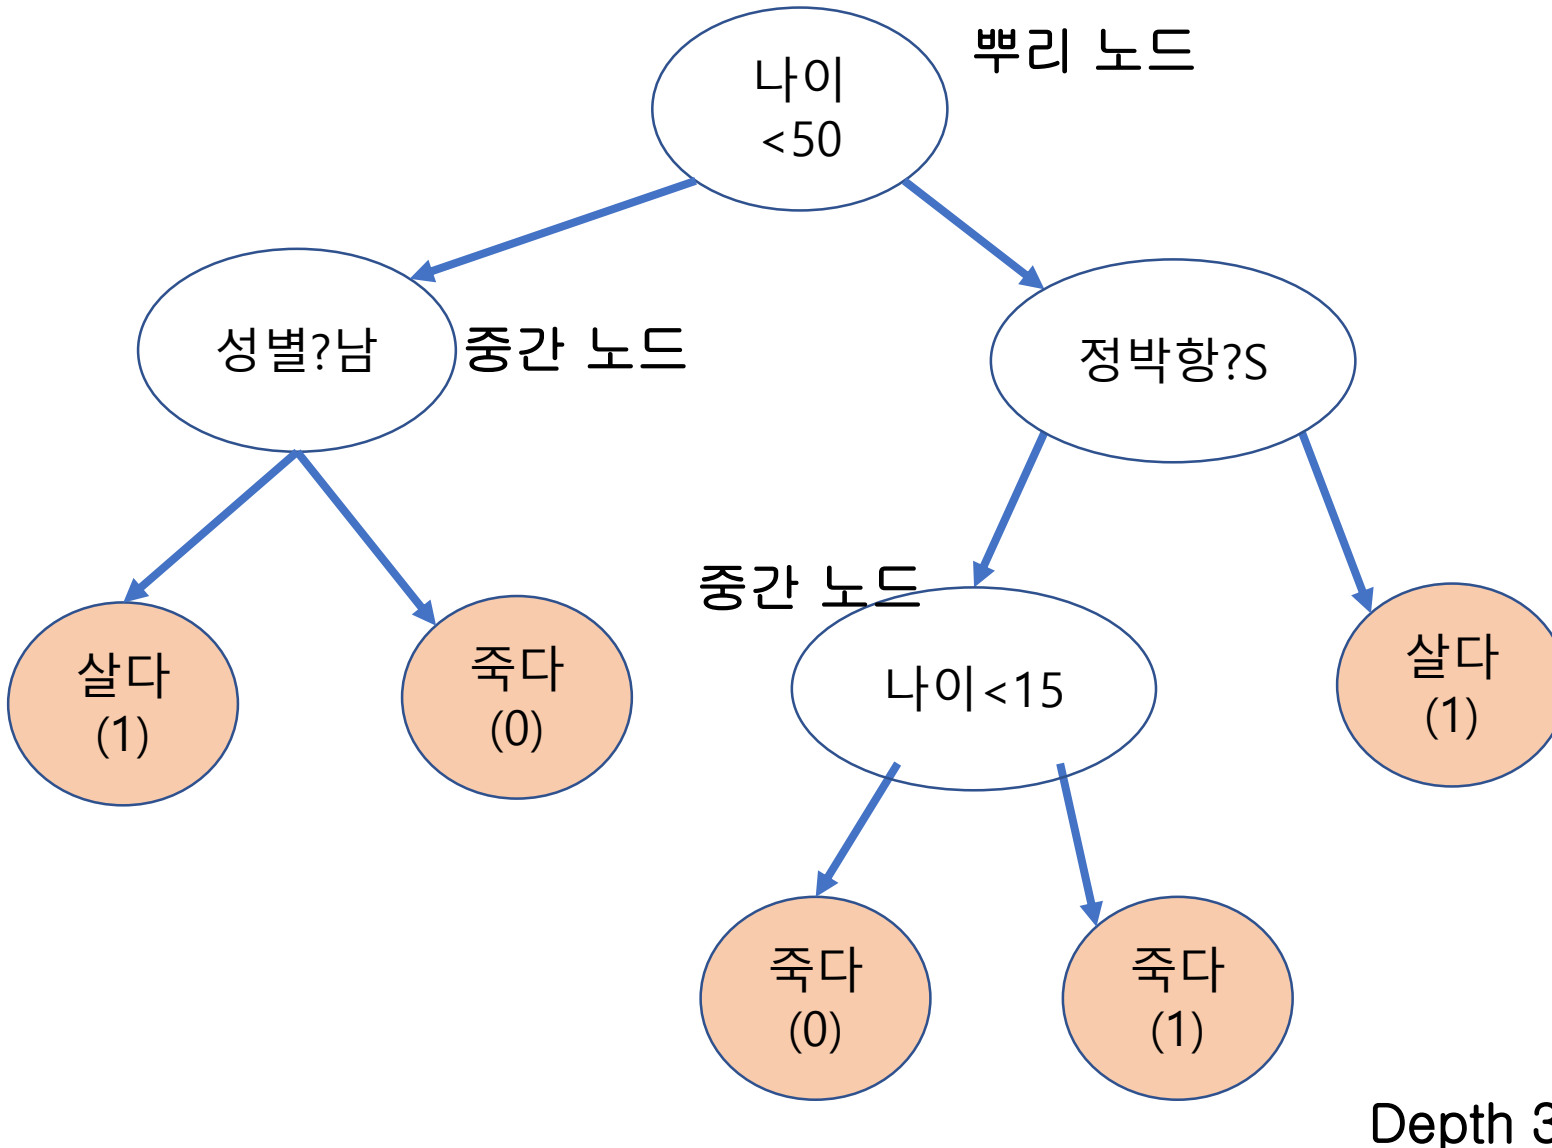 나이
<50
뿌리 노드
성별?남
중간 노드
정박항?S
중간 노드
살다
(1)
죽다
(0)
나이<15
살다
(1)
죽다
(0)
죽다
(1)
Depth 3